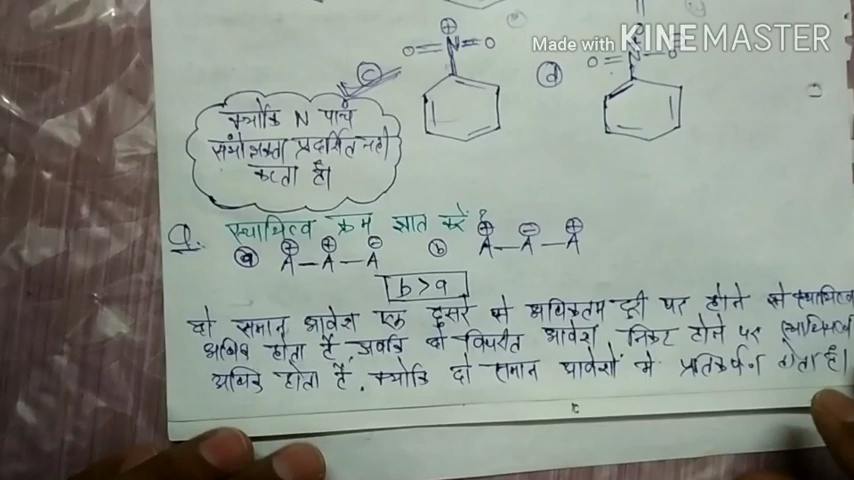 Made with KINEMASTER
O=N=O
c
d
क्योकि N पाँच
संयोजकता प्रदर्शित नही
करता है।
Q. स्थायित्व क्रम ज्ञात करें?
a A⊕—A⊕—A⊖ b A⊕—A⊖—A⊕
b>a
दो समान आवेश एक दुसरे से अधिकतम दूरी पर होने से स्थायित्व
अधिक होता है, जबकि दो विपरीत आवेश निकट होने पर स्थायित्व
अधिक होता है, क्योकि दो समान आवेशों मे प्रतिकर्षण होता है।